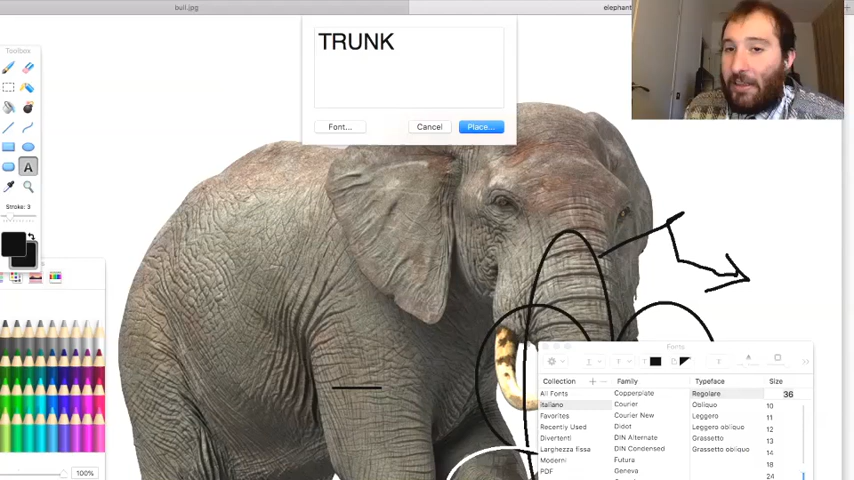 bull.jpg
elephant
Toolbox
TRUNK
Font...
Cancel
Place...
A
Stroke: 3
Fonts
Collection
Family
Typeface
Size
All Fonts
Copperplate
Regolare
36
italiano
Courier
Obliquo
10
Favorites
Courier New
Leggero
11
Recently Used
Didot
Leggero obliquo
12
Divertenti
DIN Alternate
Grassetto
13
Larghezza fissa
DIN Condensed
Grassetto obliquo
14
Moderni
Futura
18
PDF
Geneva
24
100%